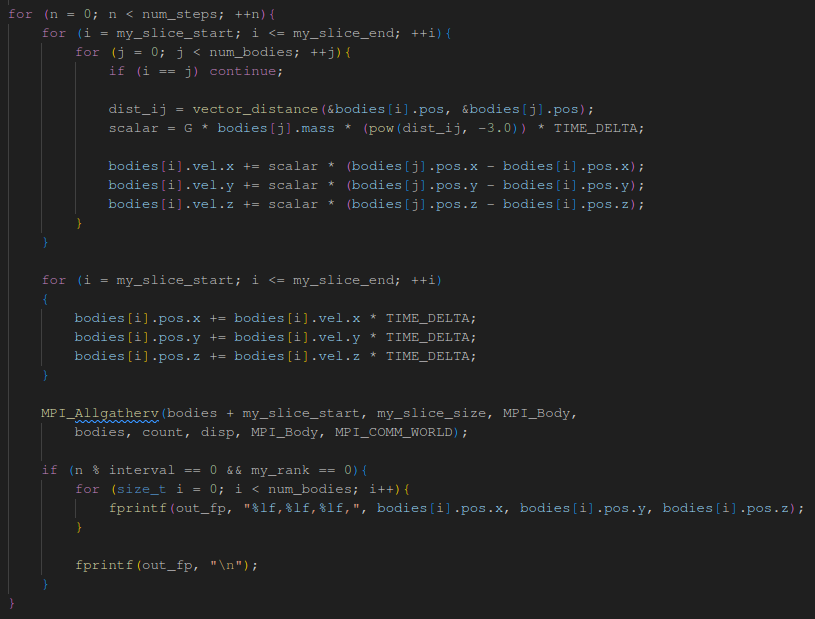 for (n = 0; n < num_steps; ++n){
    for (i = my_slice_start; i <= my_slice_end; ++i){
        for (j = 0; j < num_bodies; ++j){
            if (i == j) continue;

            dist_ij = vector_distance(&bodies[i].pos, &bodies[j].pos);
            scalar = G * bodies[j].mass * (pow(dist_ij, -3.0)) * TIME_DELTA;

            bodies[i].vel.x += scalar * (bodies[j].pos.x - bodies[i].pos.x);
            bodies[i].vel.y += scalar * (bodies[j].pos.y - bodies[i].pos.y);
            bodies[i].vel.z += scalar * (bodies[j].pos.z - bodies[i].pos.z);
        }
    }

    for (i = my_slice_start; i <= my_slice_end; ++i)
    {
        bodies[i].pos.x += bodies[i].vel.x * TIME_DELTA;
        bodies[i].pos.y += bodies[i].vel.y * TIME_DELTA;
        bodies[i].pos.z += bodies[i].vel.z * TIME_DELTA;
    }

    MPI_Allgatherv(bodies + my_slice_start, my_slice_size, MPI_Body,
        bodies, count, disp, MPI_Body, MPI_COMM_WORLD);

    if (n % interval == 0 && my_rank == 0){
        for (size_t i = 0; i < num_bodies; i++){
            fprintf(out_fp, "%lf,%lf,%lf,", bodies[i].pos.x, bodies[i].pos.y, bodies[i].pos.z);
        }

        fprintf(out_fp, "\n");
    }
}